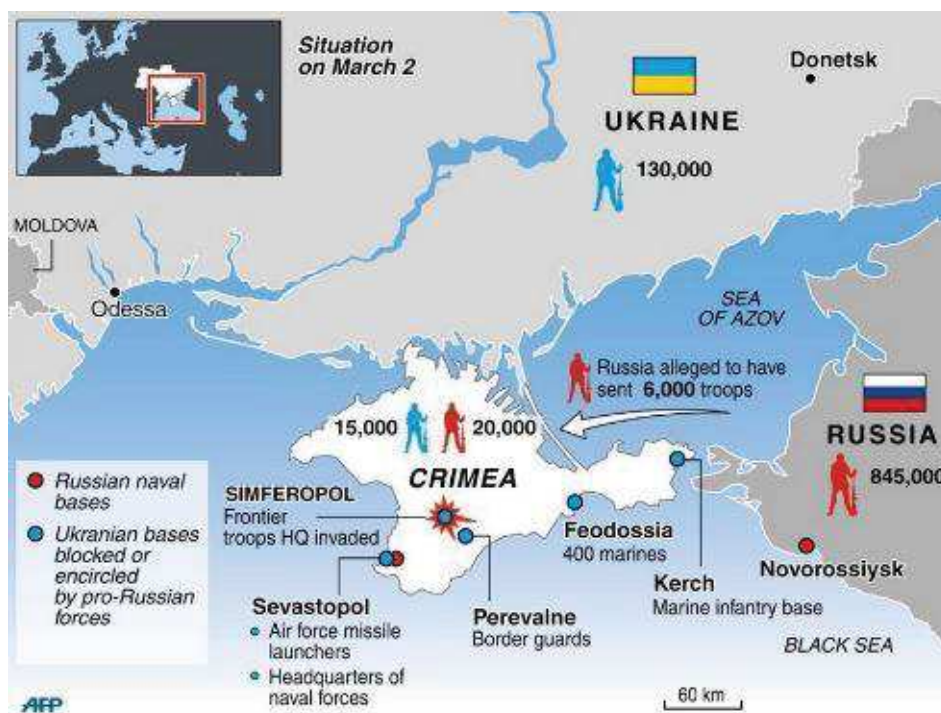 Situation
on March 2
Donetsk
UKRAINE
130,000
MOLDOVA
Odessa
SEA
OF AZOV
Russia alleged to have
sent 6,000 troops
RUSSIA
845,000
15,000
20,000
CRIMEA
Russian naval
bases
Ukranian bases
blocked or
encircled
by pro-Russian
forces
SIMFEROPOL
Frontier
troops HQ invaded
Feodossia
400 marines
Novorossiysk
Kerch
Marine infantry base
Sevastopol
Air force missile
launchers
Headquarters of
naval forces
Perevalne
Border guards
BLACK SEA
60 km
AFP